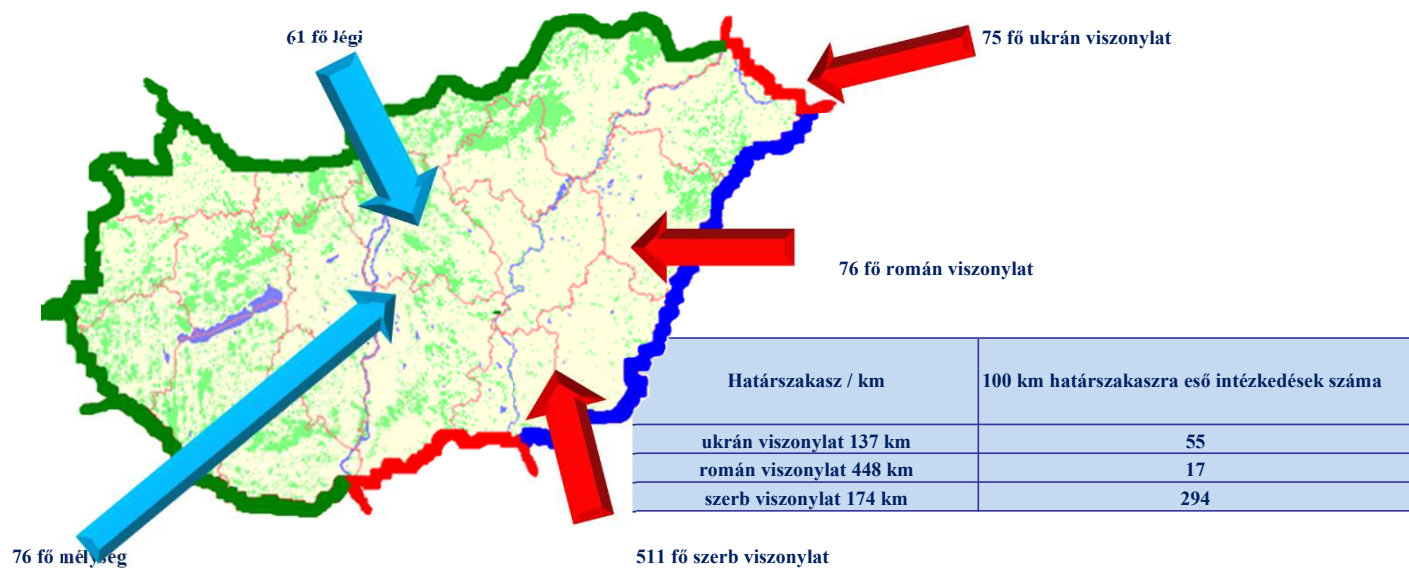 61 fő légi
75 fő ukrán viszonylat
76 fő román viszonylat
Határszakasz / km
100 km határszakaszra eső intézkedések száma
ukrán viszonylat 137 km
55
román viszonylat 448 km
17
szerb viszonylat 174 km
294
76 fő mélység
511 fő szerb viszonylat